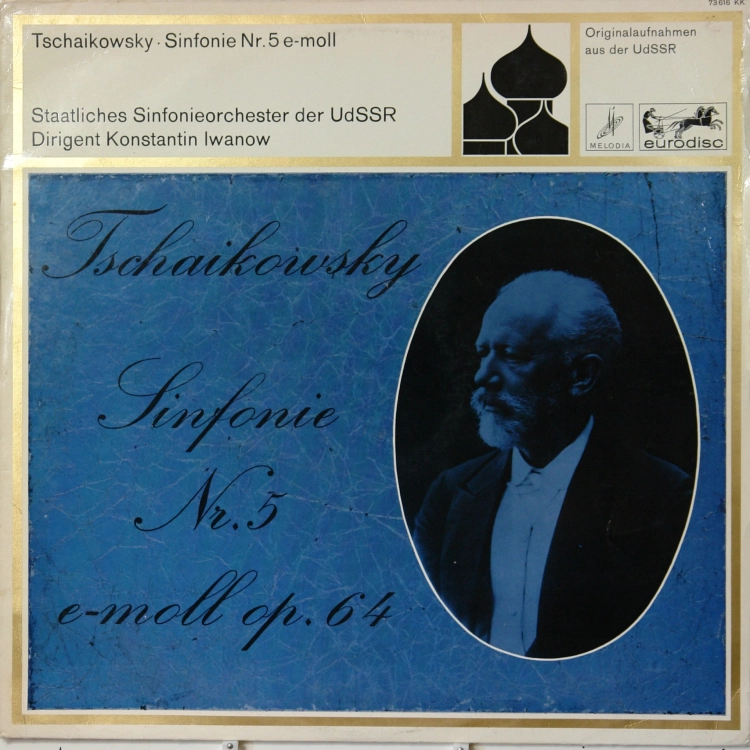 73616 KK
Tschaikowsky · Sinfonie Nr. 5 e-moll
Staatliches Sinfonieorchester der UdSSR
Dirigent Konstantin Iwanow
Originalaufnahmen
aus der UdSSR
MELODIA
eurodisc
Tschaikowsky
Sinfonie
Nr. 5
e-moll op. 64